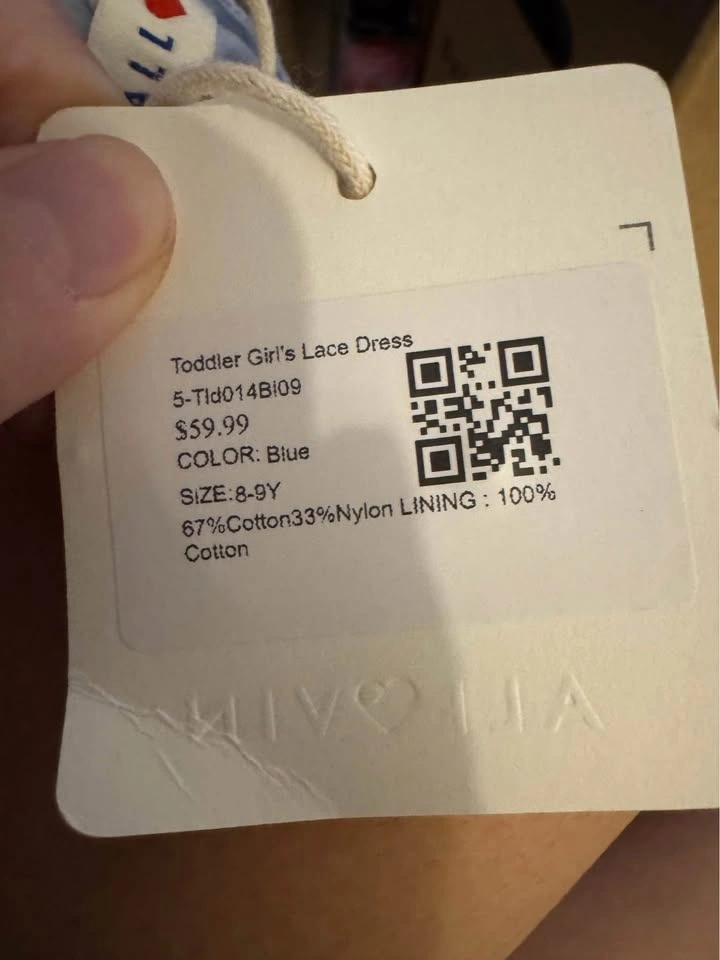 ALL
Toddler Girl's Lace Dress
5-Tld014Bl09
$59.99
COLOR: Blue
SIZE:8-9Y
67%Cotton33%Nylon LINING : 100%
Cotton